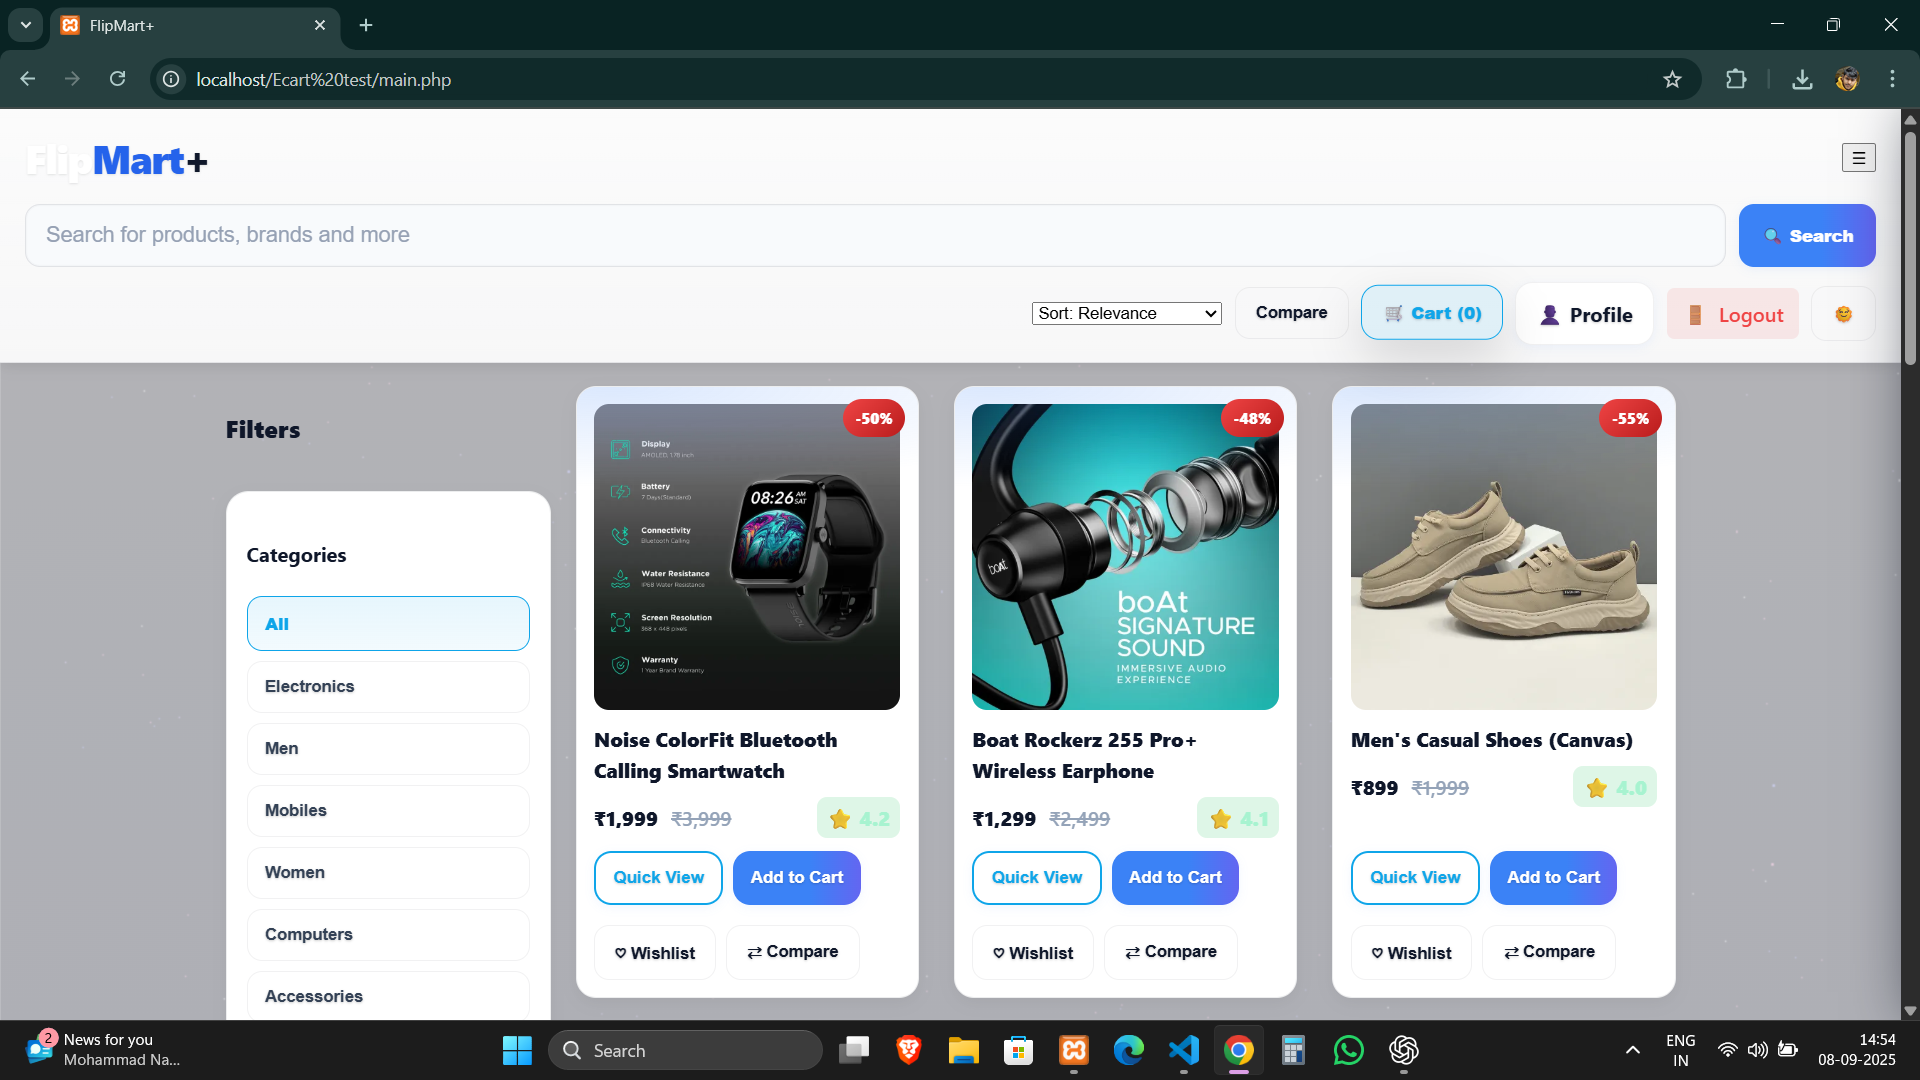 FlipMart+
localhost/Ecart%20test/main.php
FlipMart+
☰
Search for products, brands and more
🔍 Search
Sort: Relevance
Compare
🛒 Cart (0)
👤 Profile
🚪 Logout
Filters
Categories
All
Electronics
Men
Mobiles
Women
Computers
Accessories
-50%
Display
AMOLED, 1.78 inch
Battery
7 Days(Standard)
Connectivity
Bluetooth Calling
Water Resistance
IP68 Water Resistance
Screen Resolution
368 x 448 pixels
Warranty
1 Year Brand Warranty
08:26 AM
SAT
NOISE
Noise ColorFit Bluetooth
Calling Smartwatch
₹1,999 ₹3,999 ⭐ 4.2
Quick View Add to Cart
♡ Wishlist ⇄ Compare
-48%
boAt
boAt
SIGNATURE
SOUND
IMMERSIVE AUDIO
EXPERIENCE
Boat Rockerz 255 Pro+
Wireless Earphone
₹1,299 ₹2,499 ⭐ 4.1
Quick View Add to Cart
♡ Wishlist ⇄ Compare
-55%
Men's Casual Shoes (Canvas)
₹899 ₹1,999 ⭐ 4.0
Quick View Add to Cart
♡ Wishlist ⇄ Compare
2
News for you
Mohammad Na...
Search
ENG
IN
14:54
08-09-2025